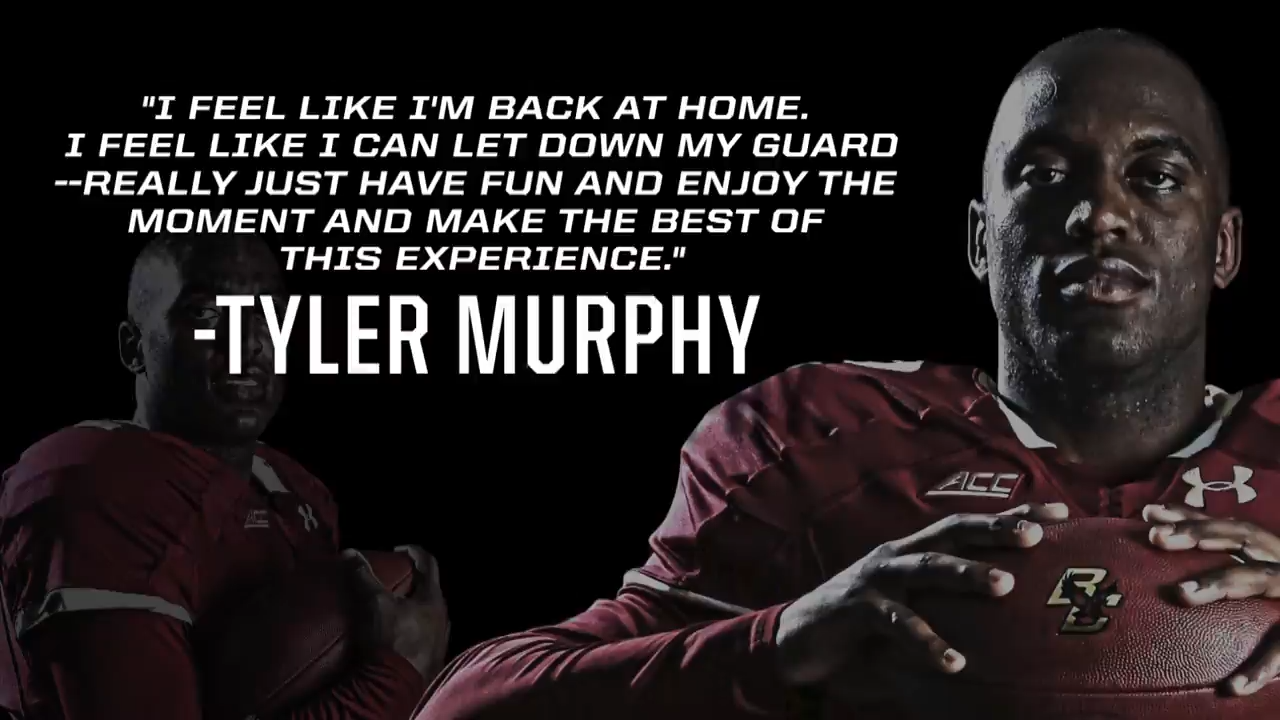 "I FEEL LIKE I'M BACK AT HOME.
I FEEL LIKE I CAN LET DOWN MY GUARD
--REALLY JUST HAVE FUN AND ENJOY THE
MOMENT AND MAKE THE BEST OF
THIS EXPERIENCE."
-TYLER MURPHY
ACC
ACC
BC